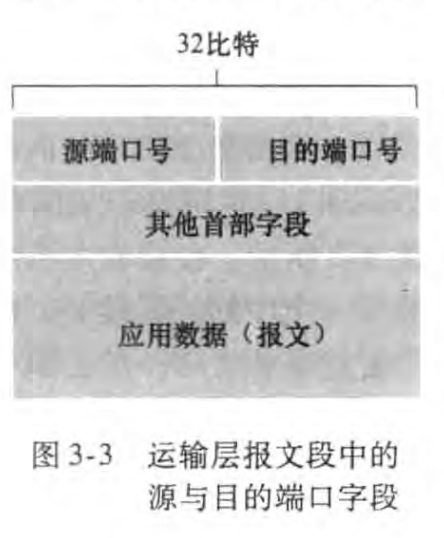 32比特
源端口号 目的端口号
其他首部字段
应用数据（报文）
图 3-3 运输层报文段中的
源与目的端口字段